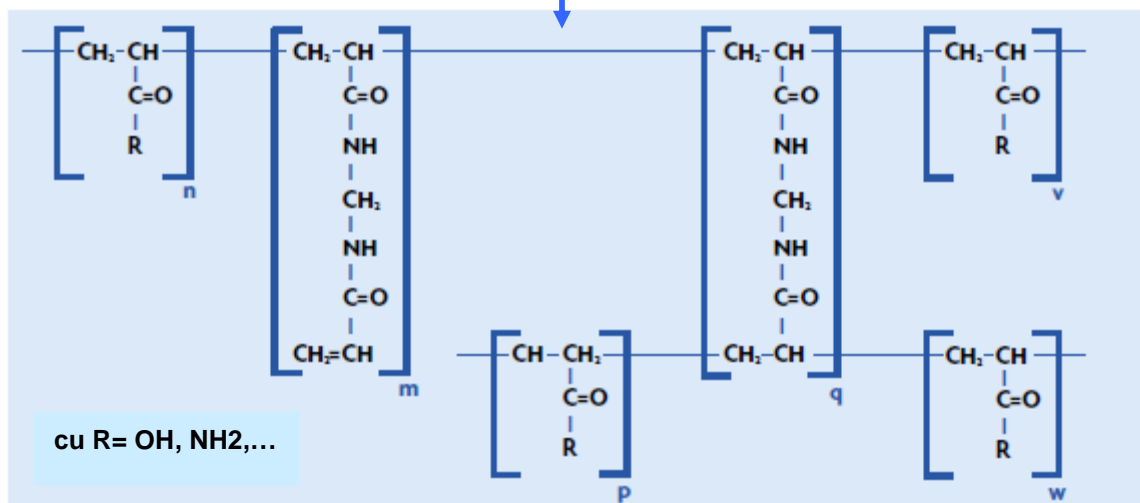 CH₂-CH CH₂-CH CH₂-CH CH₂-CH
C=O C=O C=O C=O
R NH NH R
n v
CH₂ CH₂
NH NH
C=O C=O
CH₂=CH CH-CH₂ CH₂-CH CH₂-CH
m q
C=O C=O
R R
p w
cu R= OH, NH2,...